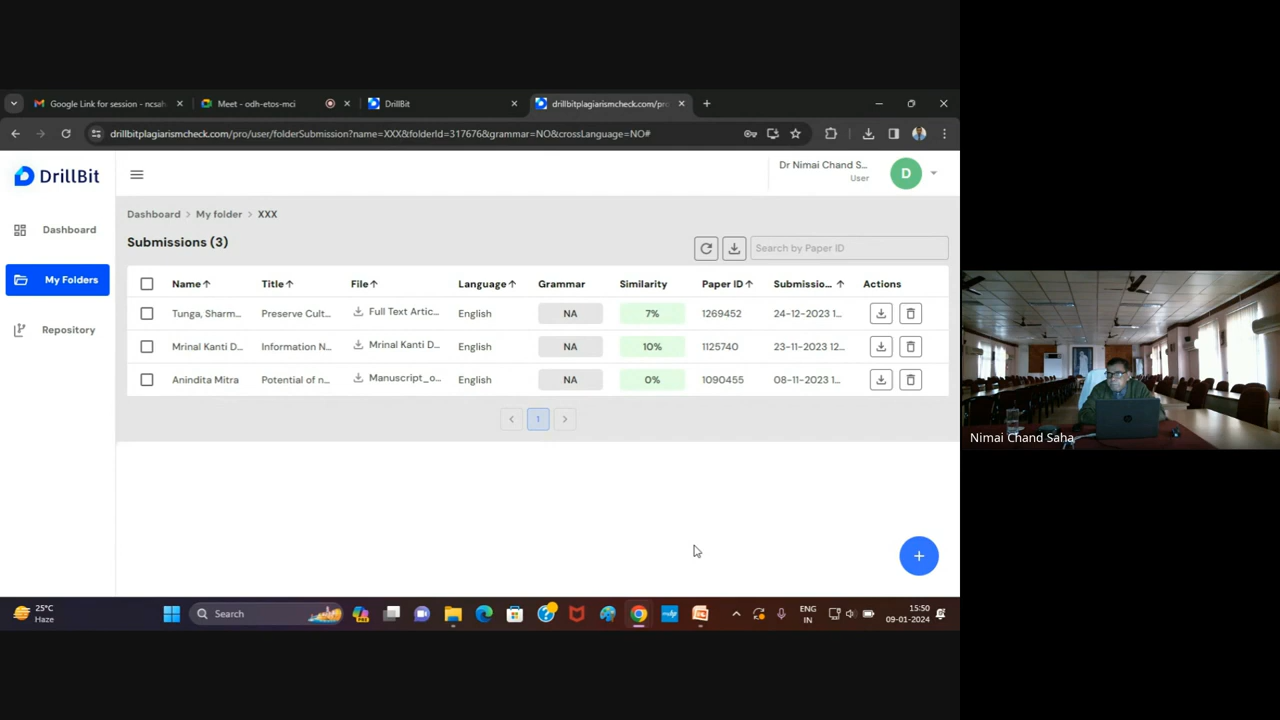 Google Link for session - ncsah
Meet - odh-etos-mci
DrillBit
drillbitplagiarismcheck.com/pro
drillbitplagiarismcheck.com/pro/user/folderSubmission?name=XXX&folderId=317676&grammar=NO&crossLanguage=NO#
DrillBit
Dr Nimai Chand S...
User
D
Dashboard
My Folders
Repository
Dashboard > My folder > XXX
Submissions (3)
Search by Paper ID
Name↑ Title↑ File↑ Language↑ Grammar Similarity Paper ID↑ Submissio... ↑ Actions
Tunga, Sharm... Preserve Cult... Full Text Artic... English NA 7% 1269452 24-12-2023 1...
Mrinal Kanti D... Information N... Mrinal Kanti D... English NA 10% 1125740 23-11-2023 12...
Anindita Mitra Potential of n... Manuscript_o... English NA 0% 1090455 08-11-2023 1...
< 1 >
+
25°C
Haze
Search
ENG
IN
15:50
09-01-2024
Nimai Chand Saha